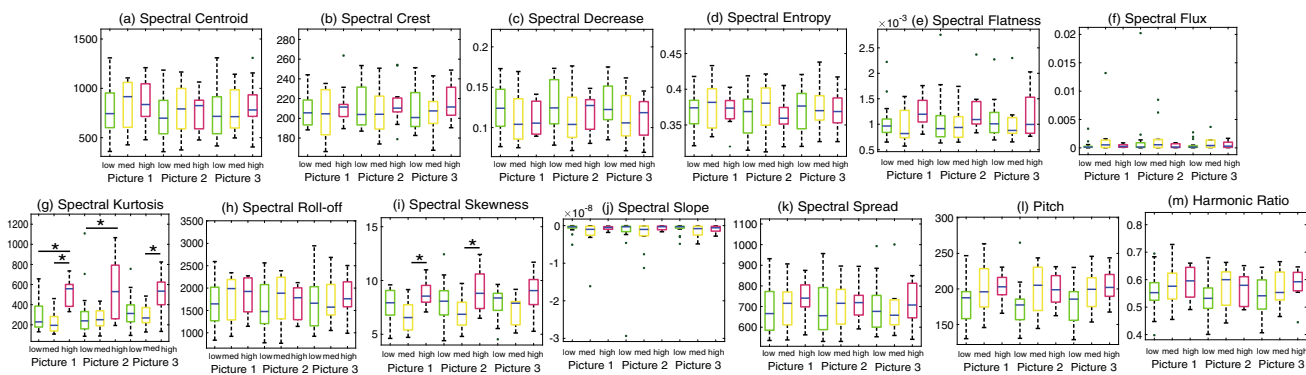 (a) Spectral Centroid
1500
1000
500
low med high low med high low med high
Picture 1 Picture 2 Picture 3
(b) Spectral Crest
280
260
240
220
200
180
low med high low med high low med high
Picture 1 Picture 2 Picture 3
(c) Spectral Decrease
0.2
0.1
low med high low med high low med high
Picture 1 Picture 2 Picture 3
(d) Spectral Entropy
0.45
0.4
0.35
low med high low med high low med high
Picture 1 Picture 2 Picture 3
(e) Spectral Flatness
×10-3
2.5
2
1.5
1
0.5
low med high low med high low med high
Picture 1 Picture 2 Picture 3
(f) Spectral Flux
0.02
0.015
0.01
0.005
0
low med high low med high low med high
Picture 1 Picture 2 Picture 3
(g) Spectral Kurtosis
1200
1000
800
600
400
200
* * * *
low med high low med high low med high
Picture 1 Picture 2 Picture 3
(h) Spectral Roll-off
3500
3000
2500
2000
1500
1000
low med high low med high low med high
Picture 1 Picture 2 Picture 3
(i) Spectral Skewness
15
10
5
* *
low med high low med high low med high
Picture 1 Picture 2 Picture 3
(j) Spectral Slope
×10-8
0
-1
-2
-3
low med high low med high low med high
Picture 1 Picture 2 Picture 3
(k) Spectral Spread
1000
900
800
700
600
low med high low med high low med high
Picture 1 Picture 2 Picture 3
(l) Pitch
300
250
200
150
low med high low med high low med high
Picture 1 Picture 2 Picture 3
(m) Harmonic Ratio
0.8
0.7
0.6
0.5
0.4
low med high low med high low med high
Picture 1 Picture 2 Picture 3